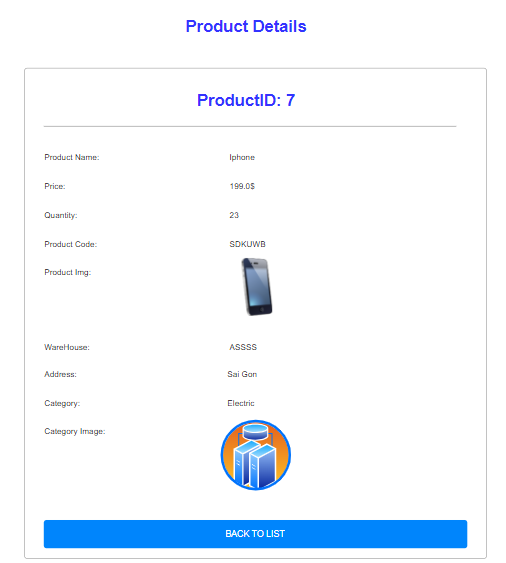 Product Details
ProductID: 7
Product Name: Iphone
Price: 199.0$
Quantity: 23
Product Code: SDKUWB
Product Img:
WareHouse: ASSSS
Address: Sai Gon
Category: Electric
Category Image:
BACK TO LIST